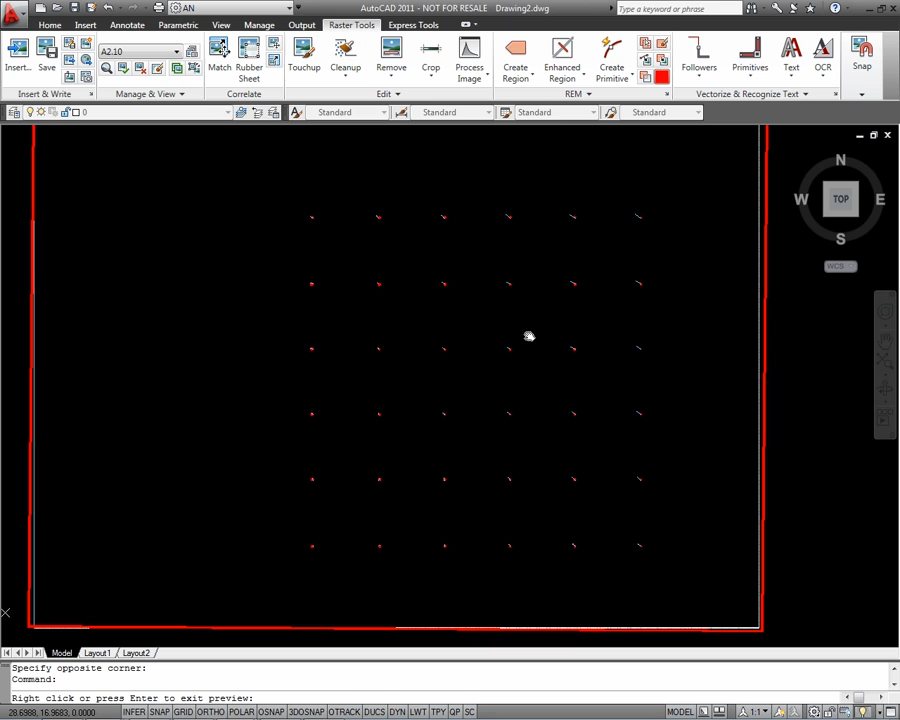 AN
AutoCAD 2011 - NOT FOR RESALE Drawing2.dwg
Type a keyword or phrase
Home Insert Annotate Parametric View Manage Output Raster Tools Express Tools
Insert... Save
A2.10
Match Rubber Sheet
Touchup Cleanup Remove Crop Process Image
Create Region Enhanced Region Create Primitive
Followers Primitives Text OCR
Snap
Insert & Write Manage & View Correlate Edit REM Vectorize & Recognize Text
0 Standard Standard Standard Standard
N
W TOP E
S
WCS
Model Layout1 Layout2
Specify opposite corner:
Command:
Right click or press Enter to exit preview:
28.6988, 16.9683, 0.0000 INFER SNAP GRID ORTHO POLAR OSNAP 3DOSNAP OTRACK DUCS DYN LWT TPY QP SC MODEL 1:1